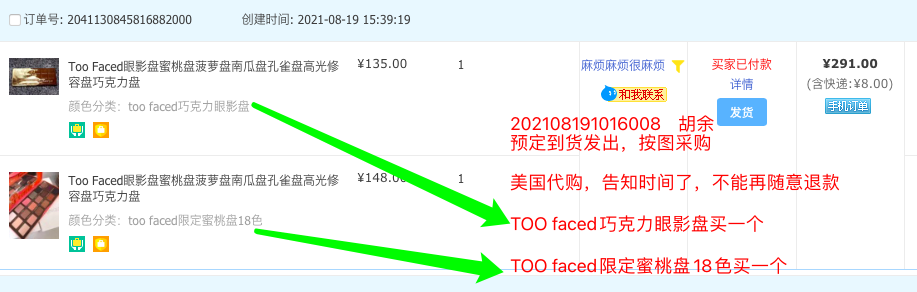 订单号: 2041130845816882000 创建时间: 2021-08-19 15:39:19
Too Faced眼影盘蜜桃盘菠萝盘南瓜盘孔雀盘高光修容盘巧克力盘
颜色分类：too faced巧克力眼影盘
¥135.00
1
麻烦麻烦很麻烦
和我联系
买家已付款
详情
发货
¥291.00
(含快递:¥8.00)
手机订单
Too Faced眼影盘蜜桃盘菠萝盘南瓜盘孔雀盘高光修容盘巧克力盘
颜色分类：too faced限定蜜桃盘18色
¥148.00
1
202108191016008 胡余
预定到货发出，按图采购
美国代购，告知时间了，不能再随意退款
TOO faced巧克力眼影盘买一个
TOO faced限定蜜桃盘18色买一个